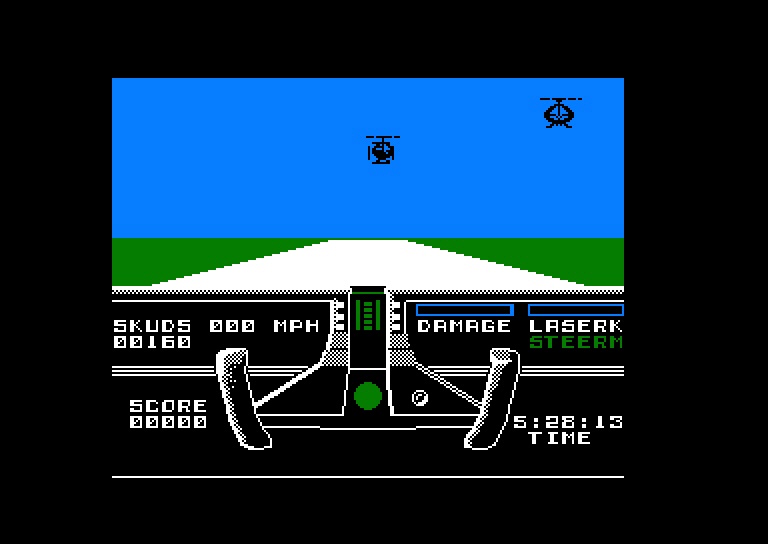 SKUDS 000 MPH
00160
DAMAGE LASERK
STEERM
SCORE
00000
5:28:13
TIME